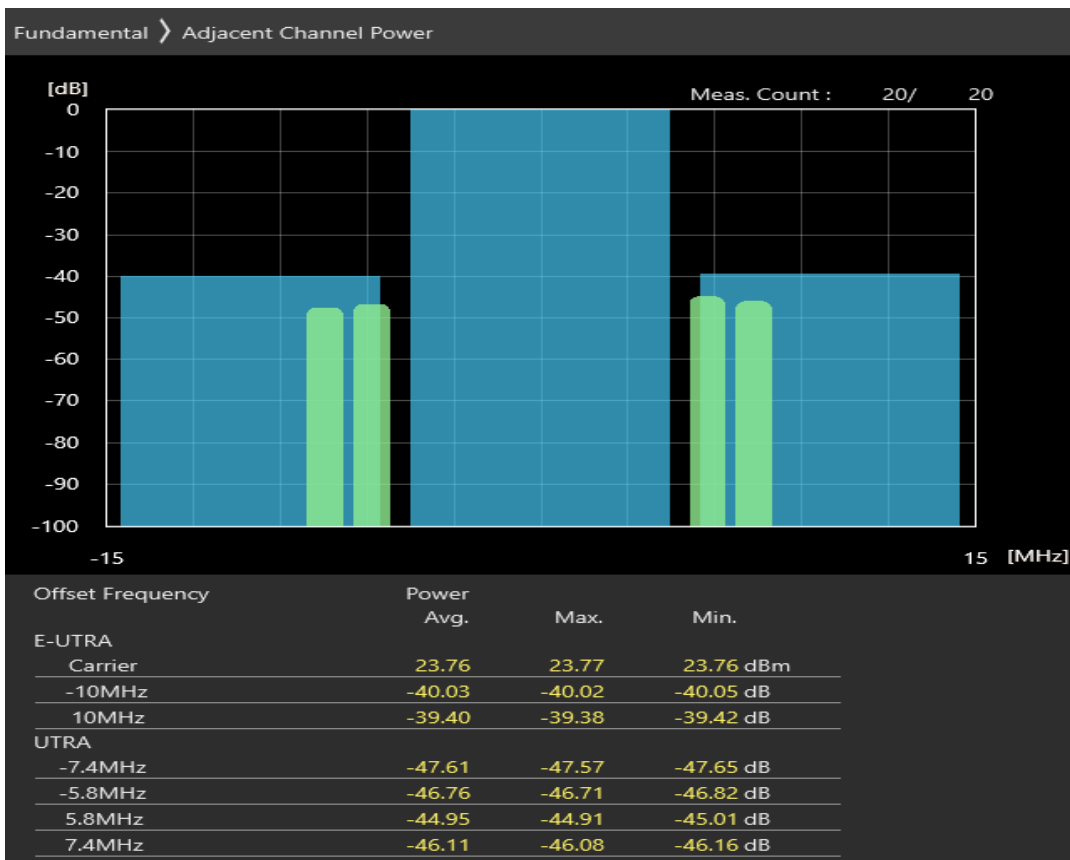 Fundamental 〉 Adjacent Channel Power
[dB]
Meas. Count : 20/ 20
0
-10
-20
-30
-40
-50
-60
-70
-80
-90
-100
-15 15 [MHz]
Offset Frequency Power
Avg. Max. Min.
E-UTRA
Carrier 23.76 23.77 23.76 dBm
-10MHz -40.03 -40.02 -40.05 dB
10MHz -39.40 -39.38 -39.42 dB
UTRA
-7.4MHz -47.61 -47.57 -47.65 dB
-5.8MHz -46.76 -46.71 -46.82 dB
5.8MHz -44.95 -44.91 -45.01 dB
7.4MHz -46.11 -46.08 -46.16 dB